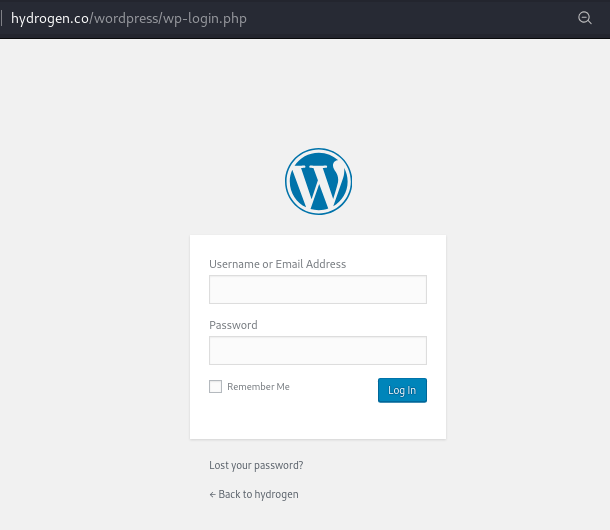 hydrogen.co/wordpress/wp-login.php
Username or Email Address
Password
Remember Me
Log In
Lost your password?
← Back to hydrogen